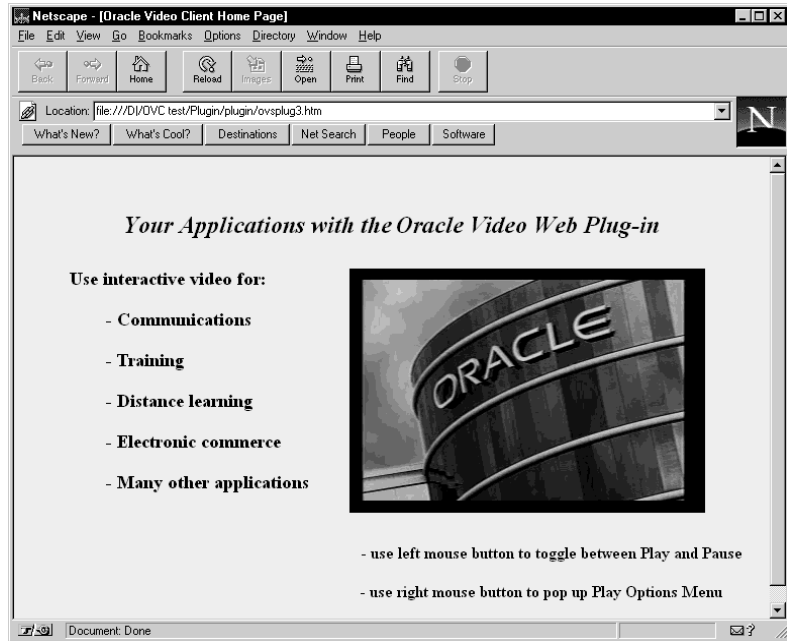 Netscape - [Oracle Video Client Home Page]
File Edit View Go Bookmarks Options Directory Window Help
Back Forward Home Reload Images Open Print Find Stop
Location: file:///D|/OVC test/Plugin/plugin/ovsplug3.htm
N
What's New? What's Cool? Destinations Net Search People Software
Your Applications with the Oracle Video Web Plug-in
Use interactive video for:
- Communications
- Training
- Distance learning
- Electronic commerce
- Many other applications
ORACLE
- use left mouse button to toggle between Play and Pause
- use right mouse button to pop up Play Options Menu
Document: Done
?